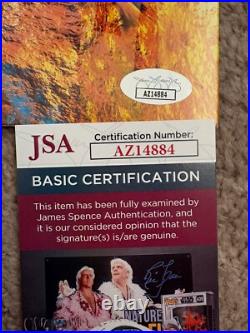 AZ14884
JSA
Certification Number:
AZ14884
BASIC CERTIFICATION
This item has been fully examined by
James Spence Authentication, and it
is our considered opinion that the
signature(s) is/are genuine.